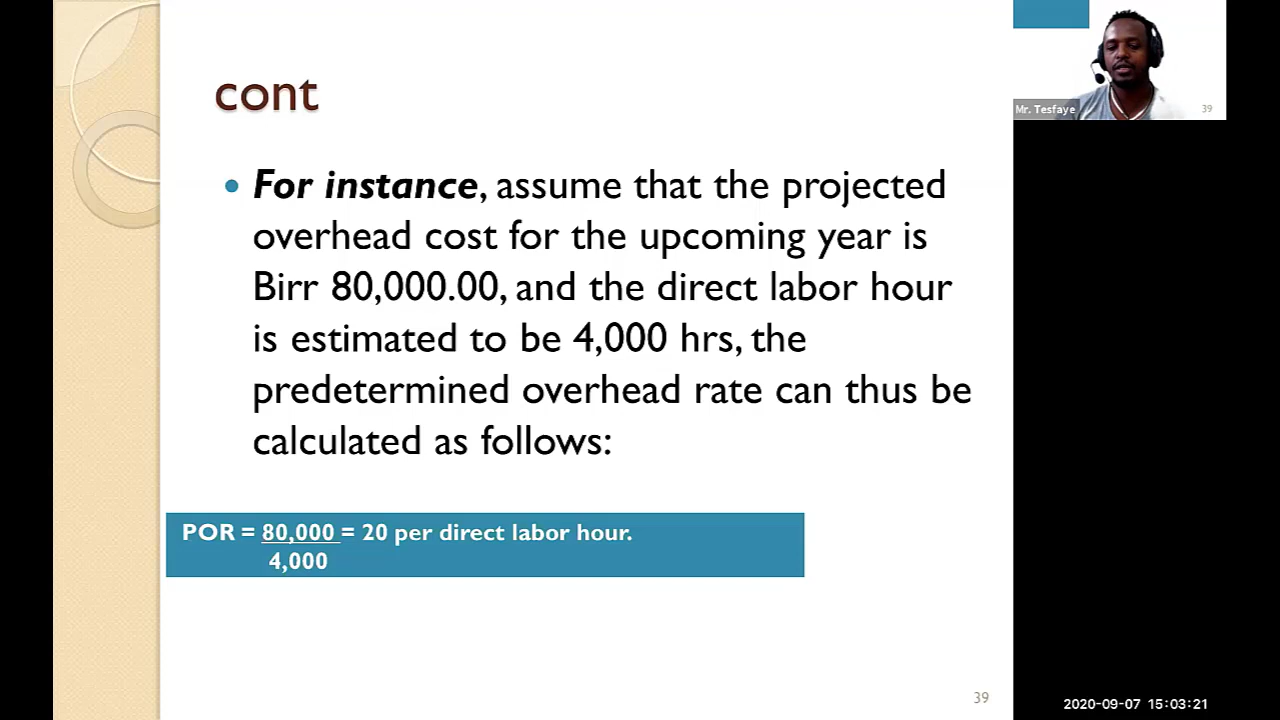 cont
• For instance, assume that the projected
overhead cost for the upcoming year is
Birr 80,000.00, and the direct labor hour
is estimated to be 4,000 hrs, the
predetermined overhead rate can thus be
calculated as follows:
POR = 80,000 = 20 per direct labor hour.
4,000
39
Mr. Tesfaye
39
2020-09-07 15:03:21